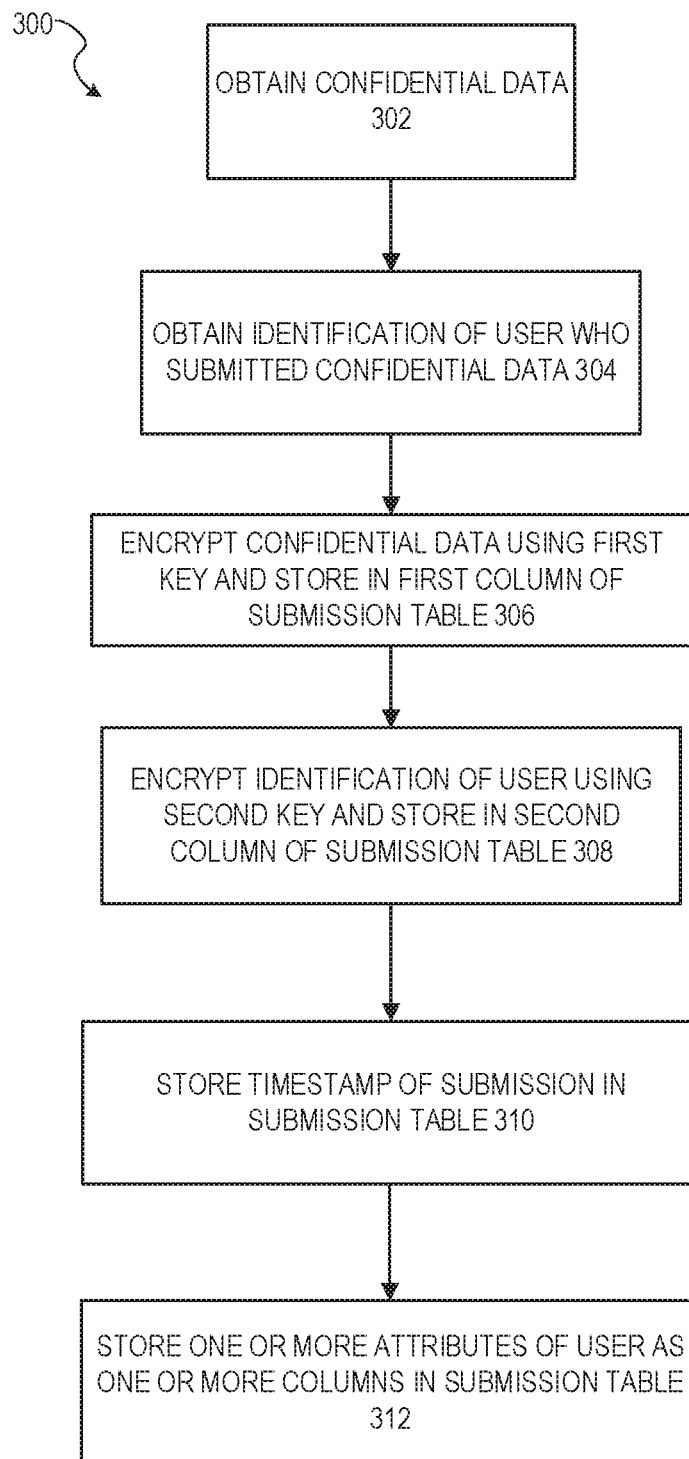 300
OBTAIN CONFIDENTIAL DATA
302
OBTAIN IDENTIFICATION OF USER WHO
SUBMITTED CONFIDENTIAL DATA 304
ENCRYPT CONFIDENTIAL DATA USING FIRST
KEY AND STORE IN FIRST COLUMN OF
SUBMISSION TABLE 306
ENCRYPT IDENTIFICATION OF USER USING
SECOND KEY AND STORE IN SECOND
COLUMN OF SUBMISSION TABLE 308
STORE TIMESTAMP OF SUBMISSION IN
SUBMISSION TABLE 310
STORE ONE OR MORE ATTRIBUTES OF USER AS
ONE OR MORE COLUMNS IN SUBMISSION TABLE
312